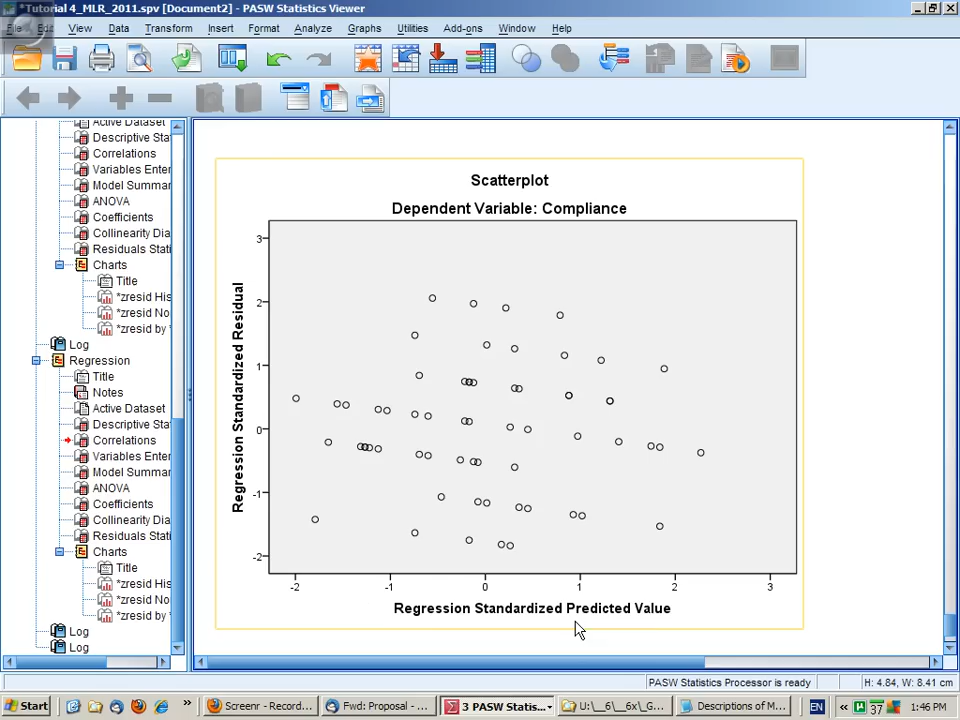 *Tutorial 4_MLR_2011.spv [Document2] - PASW Statistics Viewer
File Edit View Data Transform Insert Format Graphs Analyze Utilities Add-ons Window Help
Active Dataset
Descriptive Sta
Correlations
Variables Enter
Model Summar
ANOVA
Coefficients
Collinearity Dia
Residuals Stati
Charts
Title
*zresid His
*zresid No
*zresid by *
Log
Regression
Title
Notes
Active Dataset
Descriptive Sta
Correlations
Variables Enter
Model Summar
ANOVA
Coefficients
Collinearity Dia
Residuals Stati
Charts
Title
*zresid His
*zresid No
*zresid by *
Log
Log
Scatterplot
Dependent Variable: Compliance
Regression Standardized Residual
3
2
1
0
-1
-2
-2 -1 0 1 2 3
Regression Standardized Predicted Value
PASW Statistics Processor is ready H: 4.84, W: 8.41 cm
Start » Screenr - Record... Fwd: Proposal - ... 3 PASW Statis... U:\__6\__6x\_G... Descriptions of M... EN « 37 1:46 PM